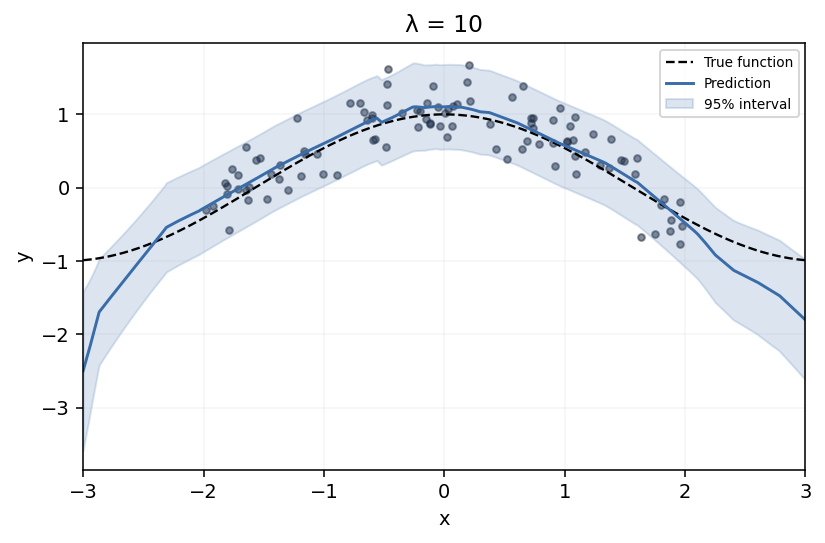 λ = 10
True function
Prediction
95% interval
y
1
0
−1
−2
−3
−3 −2 −1 0 1 2 3
x